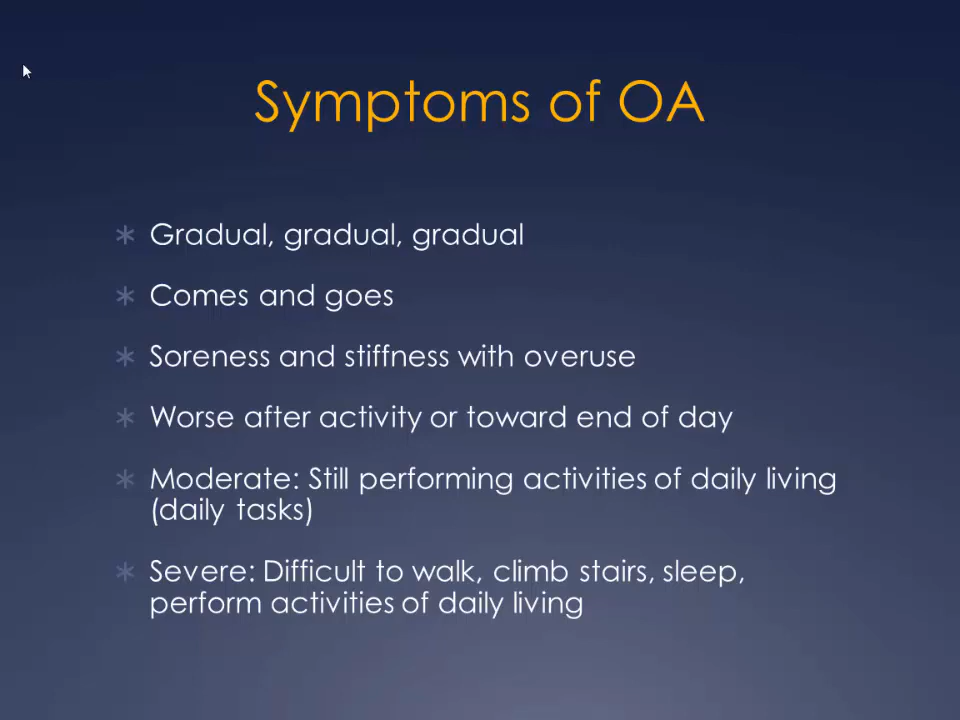 Symptoms of OA
Gradual, gradual, gradual
Comes and goes
Soreness and stiffness with overuse
Worse after activity or toward end of day
Moderate: Still performing activities of daily living
(daily tasks)
Severe: Difficult to walk, climb stairs, sleep,
perform activities of daily living